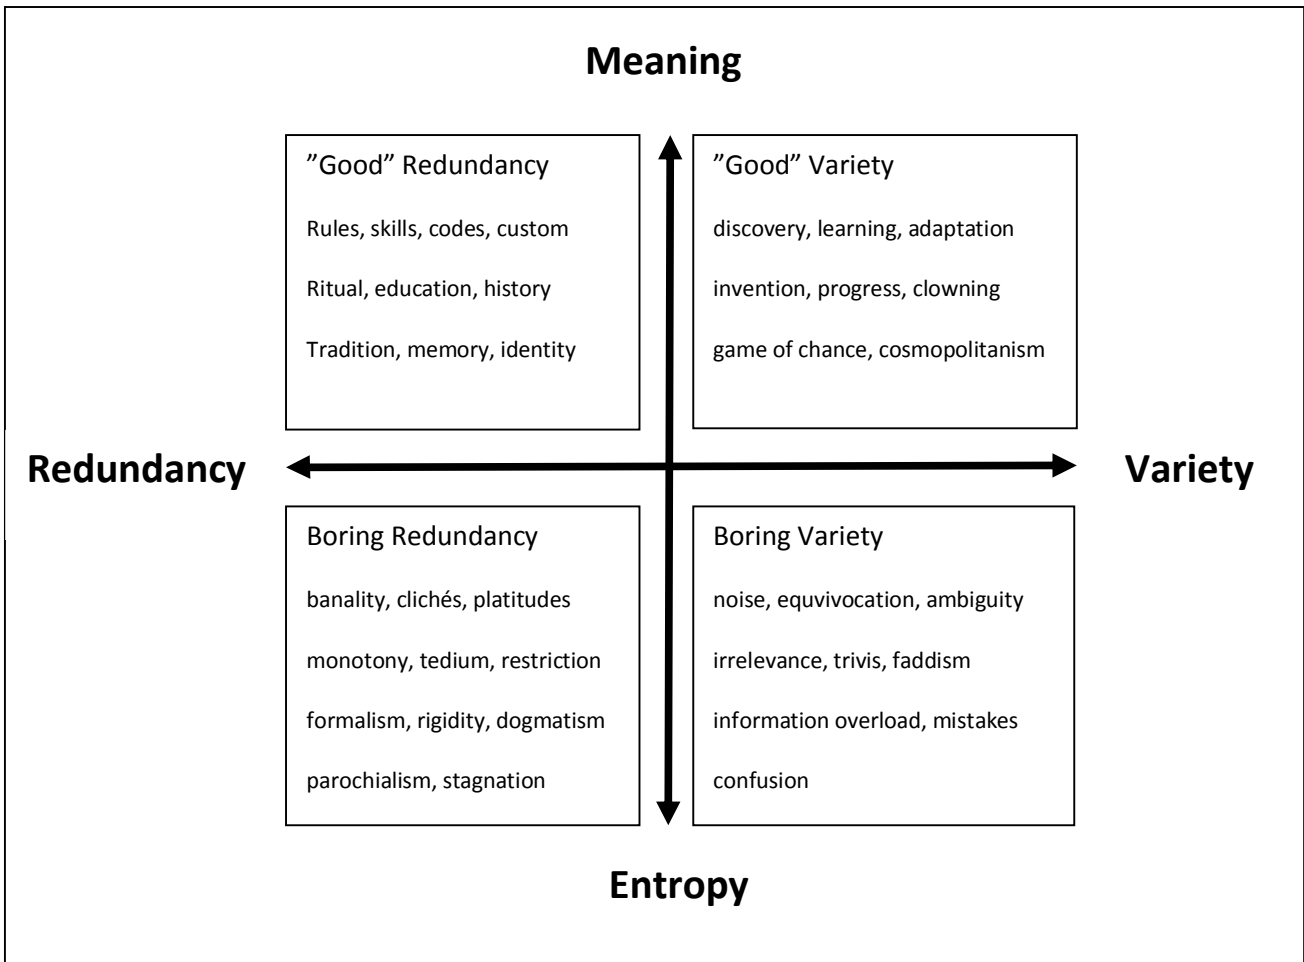 Meaning
”Good” Redundancy
Rules, skills, codes, custom
Ritual, education, history
Tradition, memory, identity
”Good” Variety
discovery, learning, adaptation
invention, progress, clowning
game of chance, cosmopolitanism
Redundancy
Variety
Boring Redundancy
banality, clichés, platitudes
monotony, tedium, restriction
formalism, rigidity, dogmatism
parochialism, stagnation
Boring Variety
noise, equvivocation, ambiguity
irrelevance, trivis, faddism
information overload, mistakes
confusion
Entropy